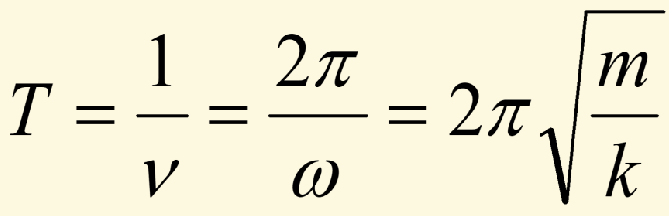 T = 1/ν = 2π/ω = 2π√(m/k)